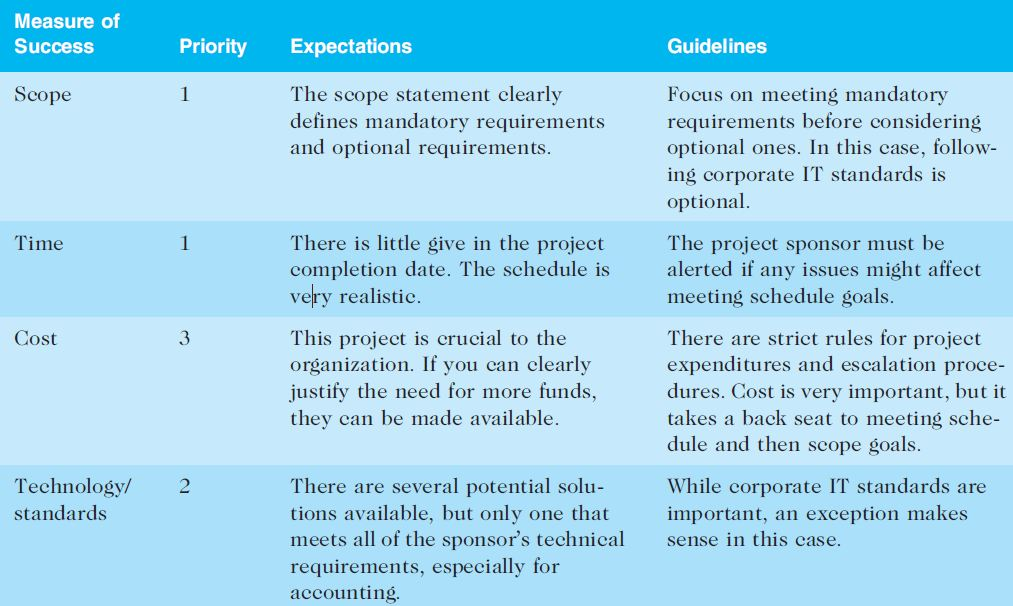 Measure of
Success Priority Expectations Guidelines
Scope 1 The scope statement clearly
defines mandatory requirements
and optional requirements.
Focus on meeting mandatory
requirements before considering
optional ones. In this case, follow-
ing corporate IT standards is
optional.
Time 1 There is little give in the project
completion date. The schedule is
very realistic.
The project sponsor must be
alerted if any issues might affect
meeting schedule goals.
Cost 3 This project is crucial to the
organization. If you can clearly
justify the need for more funds,
they can be made available.
There are strict rules for project
expenditures and escalation proce-
dures. Cost is very important, but it
takes a back seat to meeting sche-
dule and then scope goals.
Technology/
standards
2 There are several potential solu-
tions available, but only one that
meets all of the sponsor's technical
requirements, especially for
accounting.
While corporate IT standards are
important, an exception makes
sense in this case.